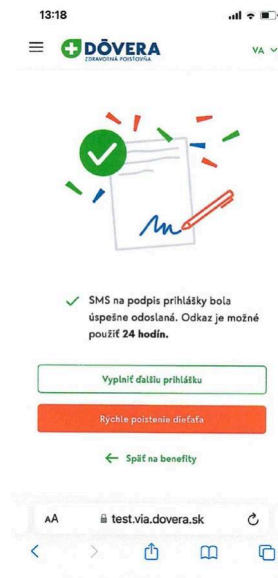 13:18
DÔVERA
ZDRAVOTNÁ POISŤOVŇA
VA
SMS na podpis prihlášky bola
úspešne odoslaná. Odkaz je možné
použiť 24 hodín.
Vyplniť ďalšiu prihlášku
Rýchle poistenie dieťaťa
← Späť na benefity
AA
test.via.dovera.sk